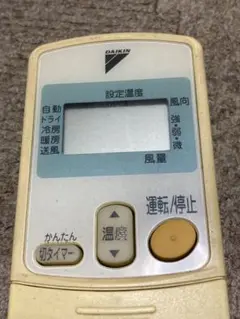 DAIKIN
設定温度
自動
ドライ
冷房
暖房
送風
風向
強・弱・微
風量
運転/停止
温度
かんたん
切タイマー